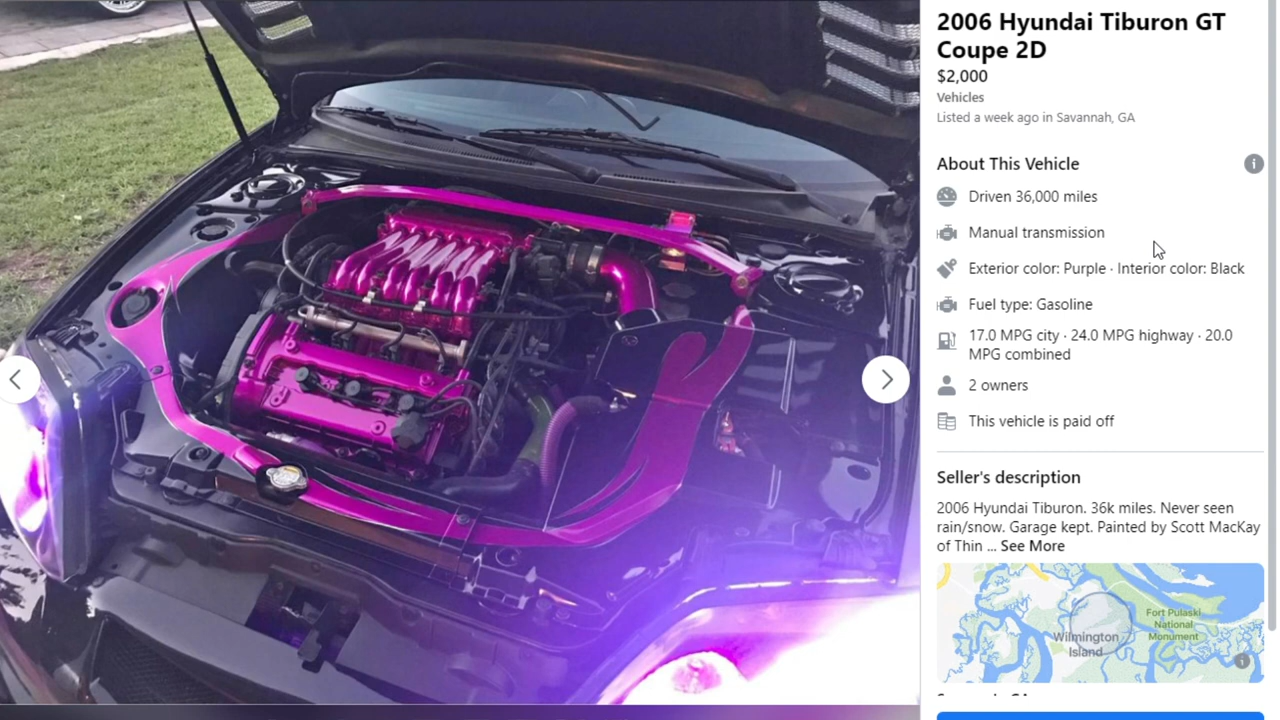 2006 Hyundai Tiburon GT
Coupe 2D
$2,000
Vehicles
Listed a week ago in Savannah, GA
About This Vehicle
Driven 36,000 miles
Manual transmission
Exterior color: Purple · Interior color: Black
Fuel type: Gasoline
17.0 MPG city · 24.0 MPG highway · 20.0
MPG combined
2 owners
This vehicle is paid off
Seller's description
2006 Hyundai Tiburon. 36k miles. Never seen
rain/snow. Garage kept. Painted by Scott MacKay
of Thin ... See More
Fort Pulaski
National
Monument
Wilmington
Island